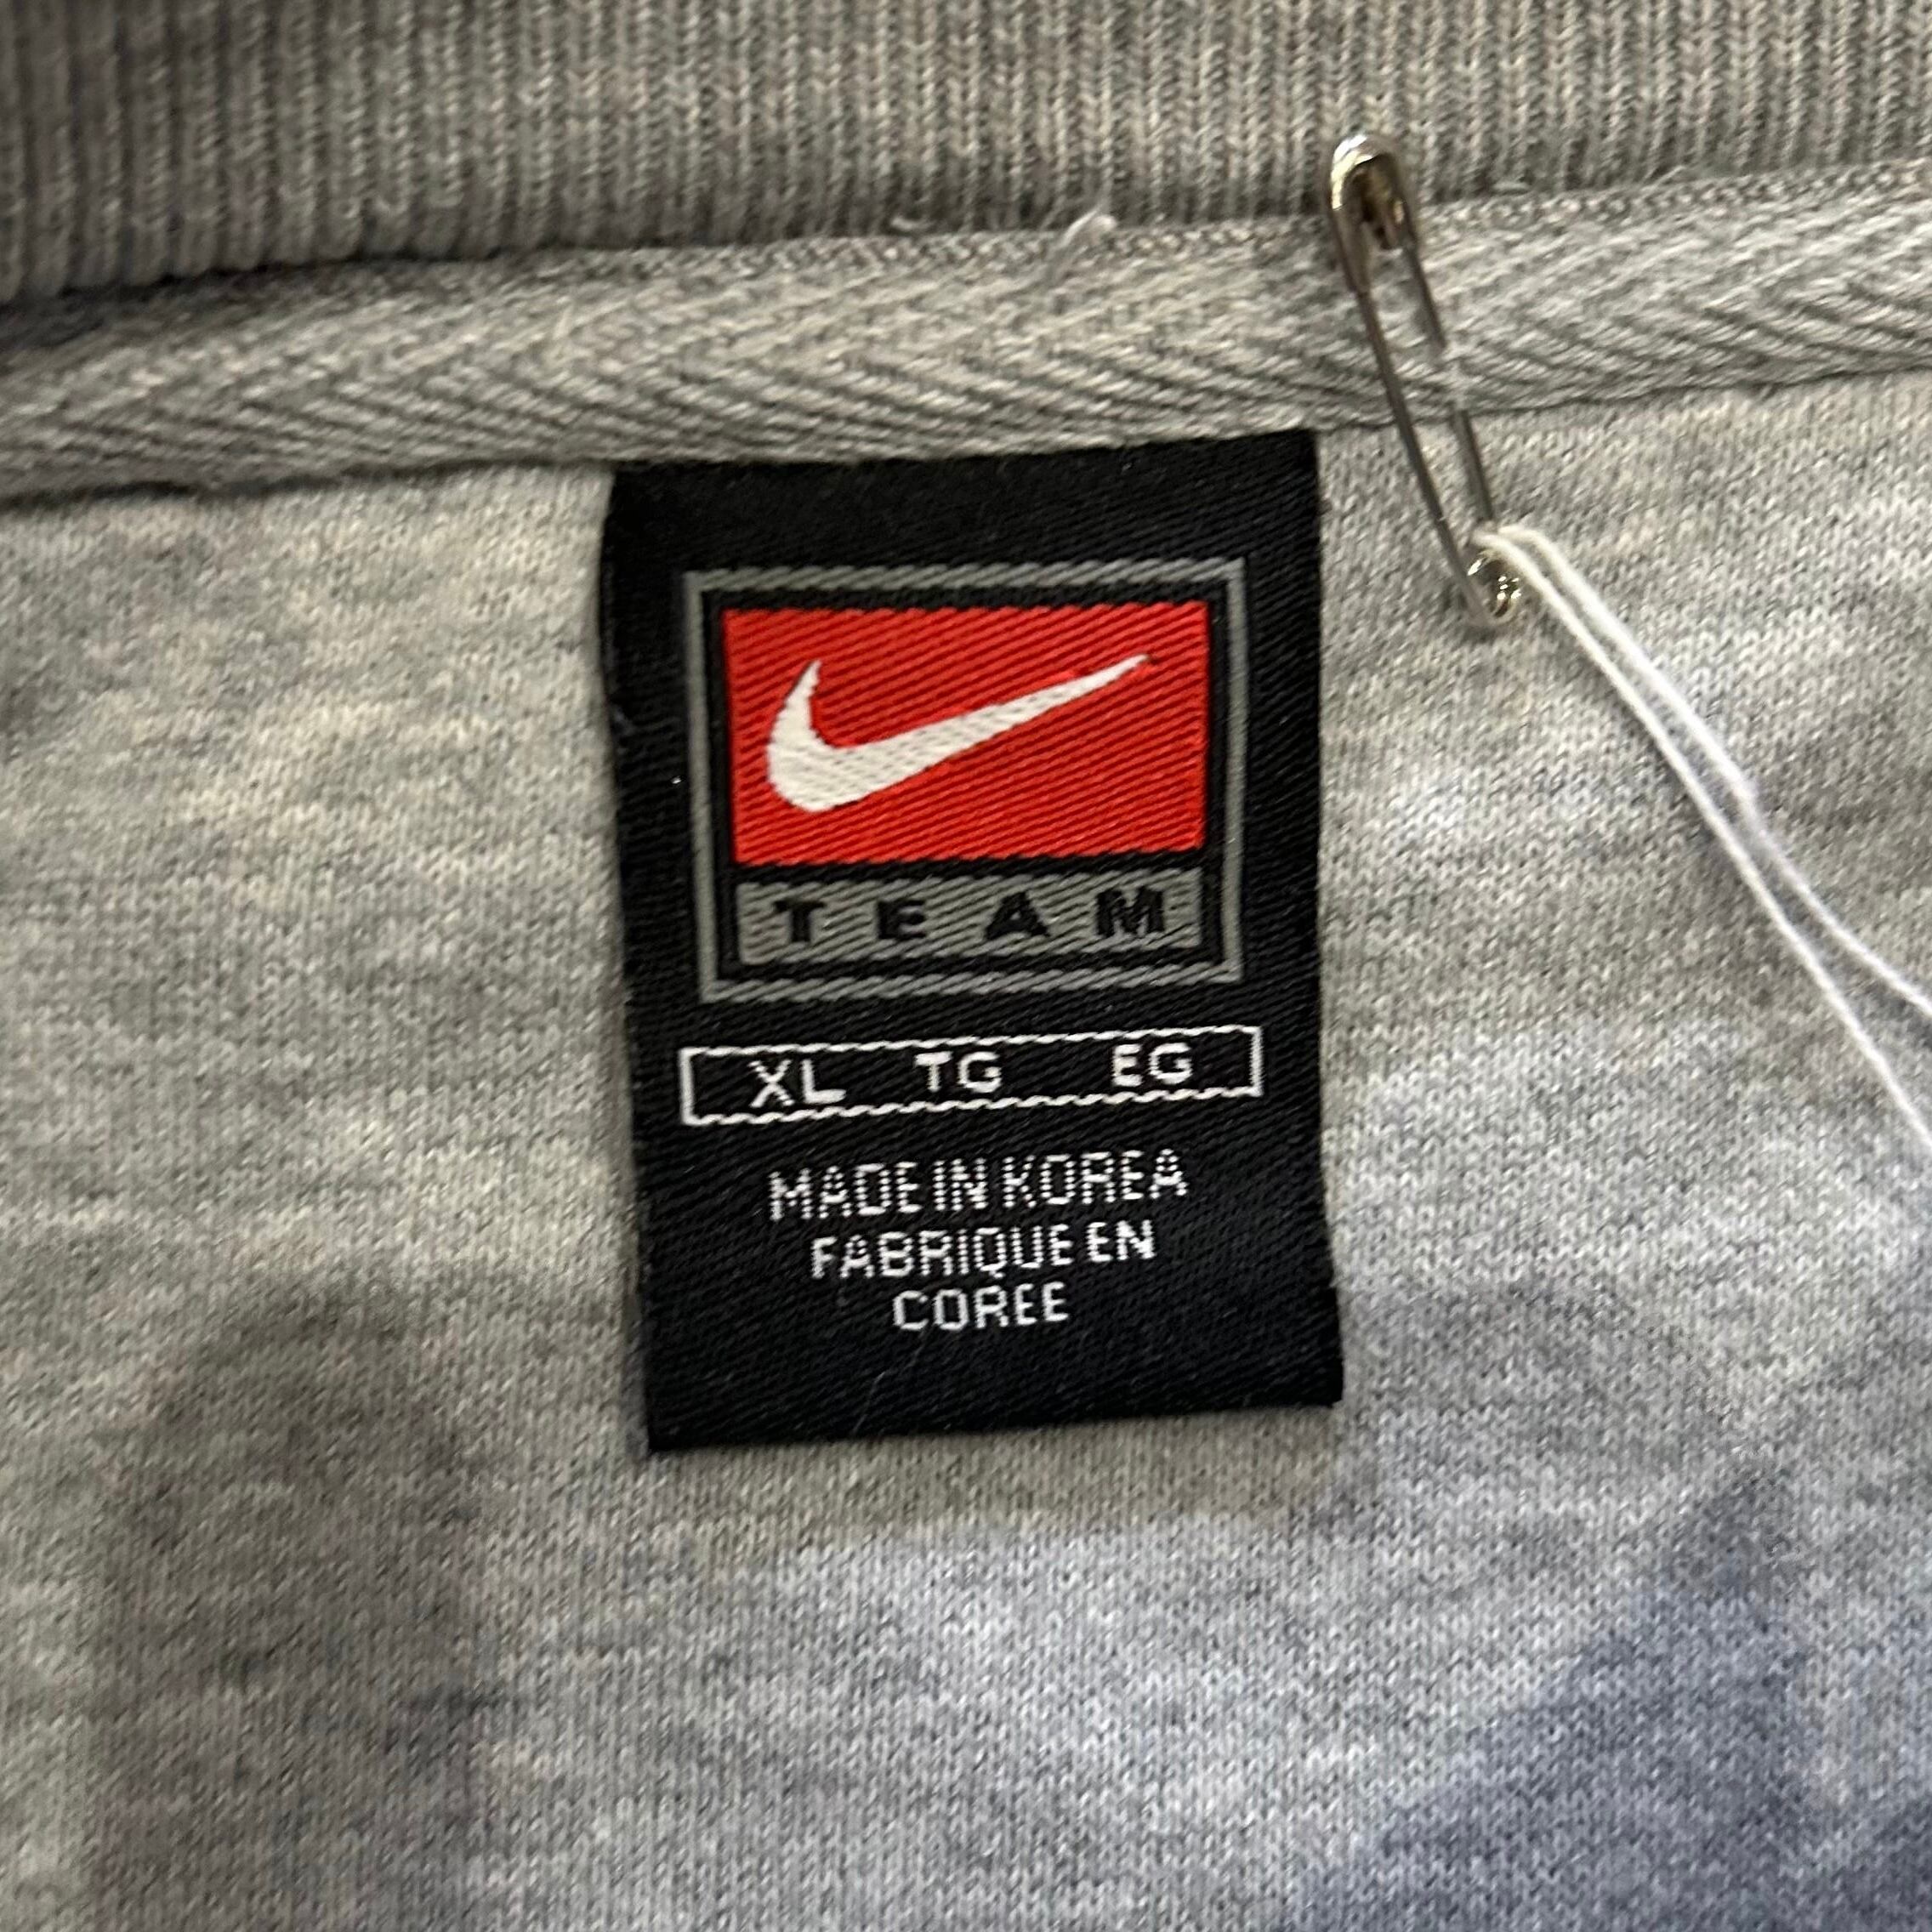 TEAM
XL TG EG
MADE IN KOREA
FABRIQUE EN
COREE